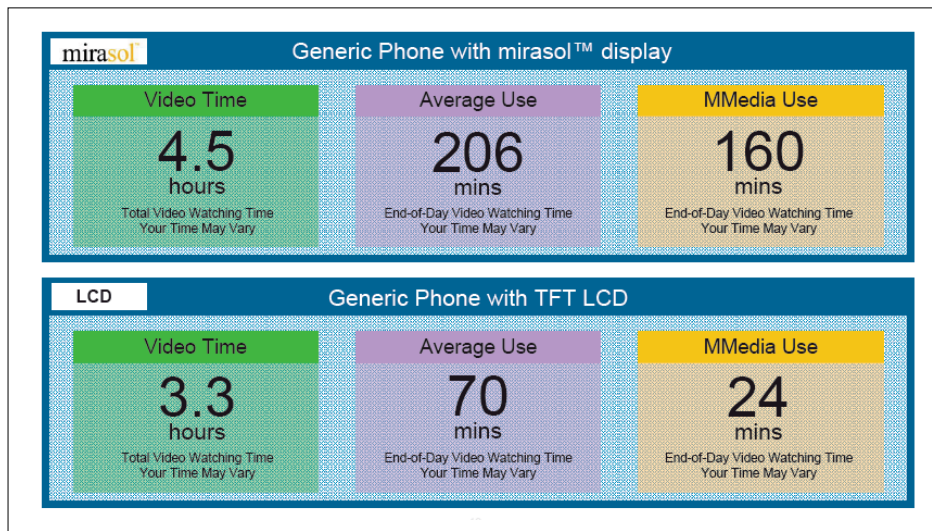 mirasol™
Generic Phone with mirasol™ display
Video Time
4.5
hours
Total Video Watching Time
Your Time May Vary
Average Use
206
mins
End-of-Day Video Watching Time
Your Time May Vary
MMedia Use
160
mins
End-of-Day Video Watching Time
Your Time May Vary
LCD
Generic Phone with TFT LCD
Video Time
3.3
hours
Total Video Watching Time
Your Time May Vary
Average Use
70
mins
End-of-Day Video Watching Time
Your Time May Vary
MMedia Use
24
mins
End-of-Day Video Watching Time
Your Time May Vary